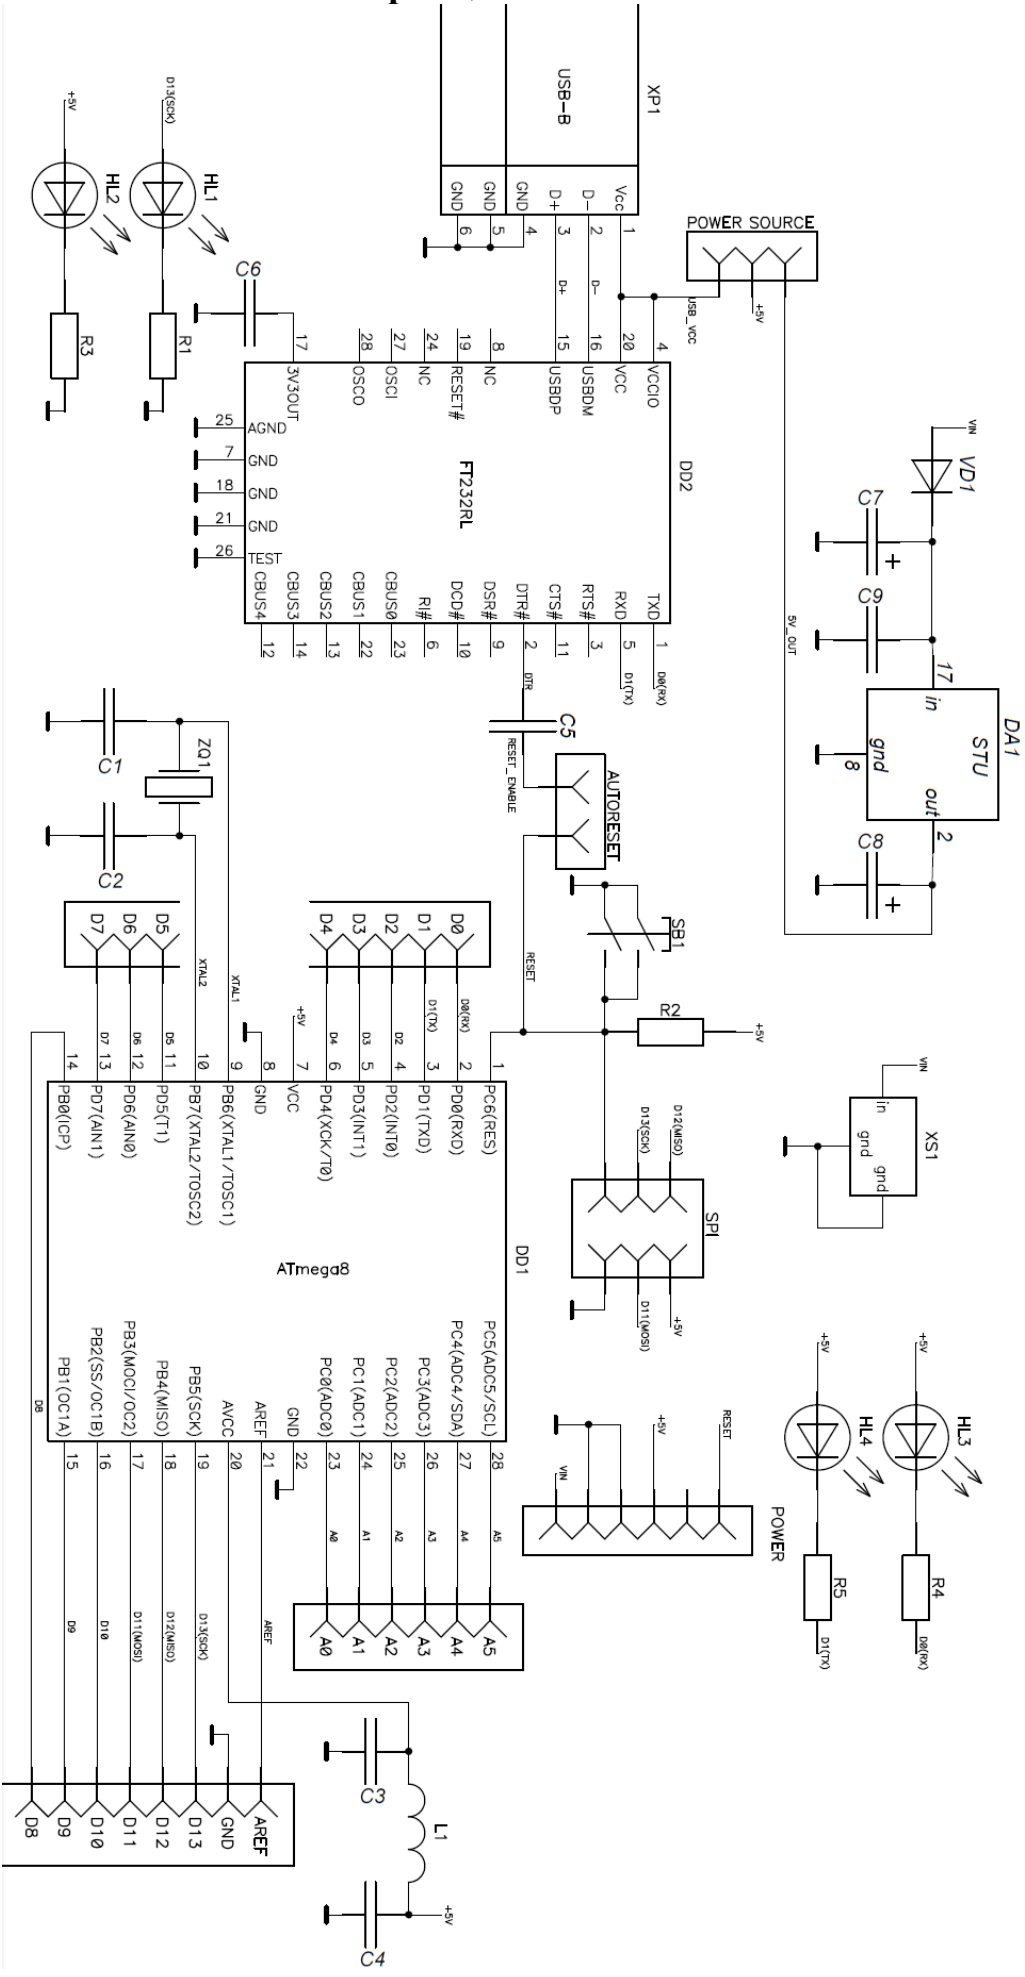 XP1
USB-B
Vcc
D-
D+
GND
GND
GND
1
2
3
4
5
6
D-
D+
POWER SOURCE
USB_VCC
+5V
5V_OUT
D13(SCK)
HL1
R1
+5V
HL2
R3
C6
DD2
FT232RL
4
20
16
15
8
19
24
27
28
17
VCCIO
VCC
USBDM
USBDP
NC
RESET#
NC
OSCI
OSCO
3V3OUT
25
AGND
7
GND
18
GND
21
GND
26
TEST
TXD
RXD
RTS#
CTS#
DTR#
DSR#
DCD#
RI#
CBUS0
CBUS1
CBUS2
CBUS3
CBUS4
1
5
3
11
2
9
10
6
23
22
13
14
12
D0(RX)
D1(TX)
DTR
C5
RESET_ENABLE
AUTORESET
RESET
VIN
VD1
C7
+
C9
17
in
DA1
STU
gnd
8
out
2
C8
+
C1
ZQ1
C2
XTAL2
XTAL1
D7
D6
D5
D4
D3
D2
D1
D0
D7
D6
D5
D4
D3
D2
D1(TX)
D0(RX)
+5V
SB1
R2
+5V
D13(SCK)
D12(MISO)
SPI
D11(MOSI)
+5V
VIN
in
gnd
gnd
XS1
DD1
ATmega8
1
2
3
4
5
6
7
8
9
10
11
12
13
14
PC6(RES)
PD0(RXD)
PD1(TXD)
PD2(INT0)
PD3(INT1)
PD4(XCK/T0)
VCC
GND
PB6(XTAL1/TOSC1)
PB7(XTAL2/TOSC2)
PD5(T1)
PD6(AIN0)
PD7(AIN1)
PB0(ICP)
PC5(ADC5/SCL)
PC4(ADC4/SDA)
PC3(ADC3)
PC2(ADC2)
PC1(ADC1)
PC0(ADC0)
GND
AREF
AVCC
PB5(SCK)
PB4(MISO)
PB3(MOCI/OC2)
PB2(SS/OC1B)
PB1(OC1A)
28
27
26
25
24
23
22
21
20
19
18
17
16
15
A5
A4
A3
A2
A1
A0
A5
A4
A3
A2
A1
A0
AREF
D13(SCK)
D12(MISO)
D11(MOSI)
D10
D9
D8
AREF
GND
D13
D12
D11
D10
D9
D8
RESET
+5V
VIN
POWER
+5V
HL3
R4
D0(RX)
+5V
HL4
R5
D1(TX)
C3
L1
C4
+5V